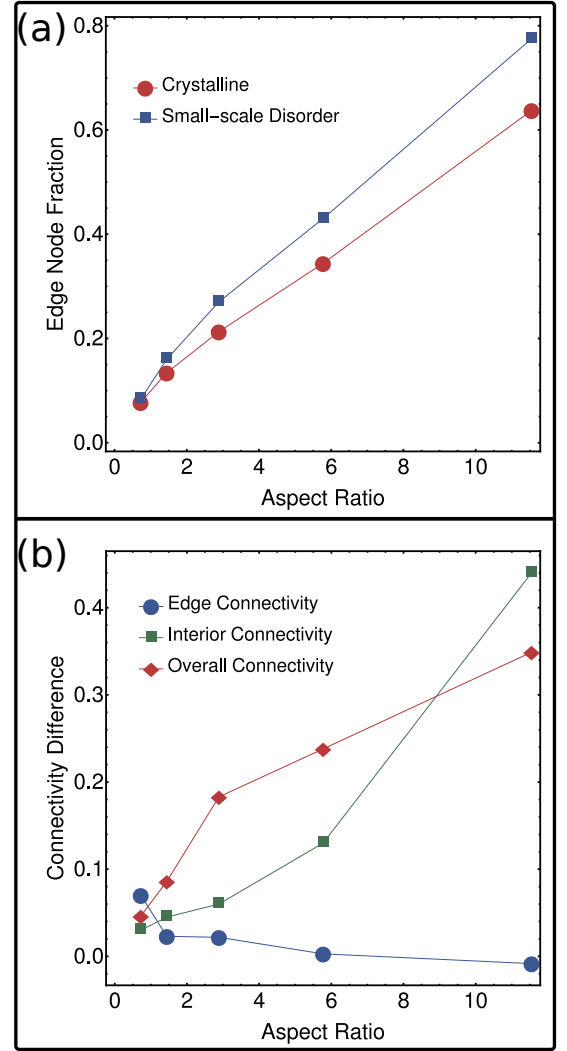 (a)
0.8
0.6
0.4
0.2
0.0
Edge Node Fraction
Crystalline
Small-scale Disorder
0 2 4 6 8 10
Aspect Ratio
(b)
0.4
0.3
0.2
0.1
0.0
Connectivity Difference
Edge Connectivity
Interior Connectivity
Overall Connectivity
0 2 4 6 8 10
Aspect Ratio